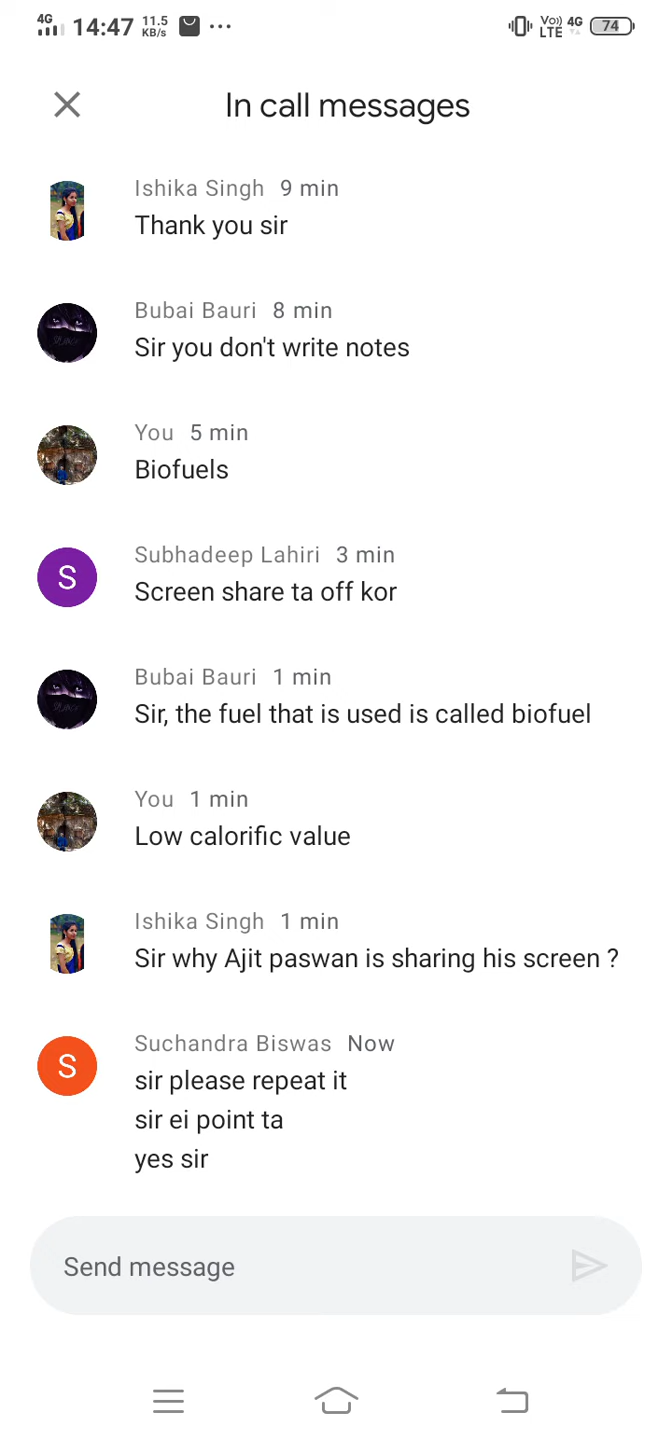 4G 14:47 11.5 KB/s ... Vo)) LTE 4G 74
In call messages
Ishika Singh 9 min
Thank you sir
Bubai Bauri 8 min
Sir you don't write notes
You 5 min
Biofuels
S
Subhadeep Lahiri 3 min
Screen share ta off kor
Bubai Bauri 1 min
Sir, the fuel that is used is called biofuel
You 1 min
Low calorific value
Ishika Singh 1 min
Sir why Ajit paswan is sharing his screen ?
S
Suchandra Biswas Now
sir please repeat it
sir ei point ta
yes sir
Send message